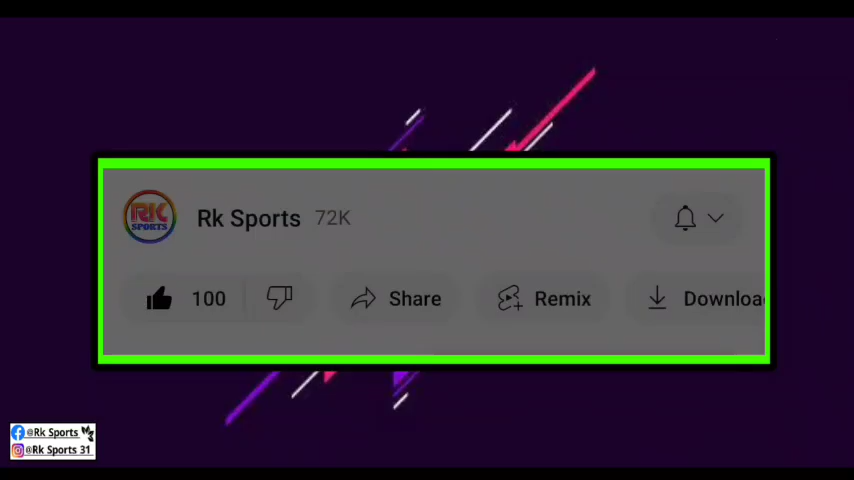 RK
SPORTS
Rk Sports 72K
100 Share Remix Downloa
@Rk Sports
@Rk Sports 31